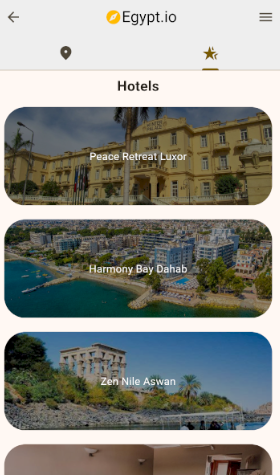 Egypt.io
Hotels
Peace Retreat Luxor
Harmony Bay Dahab
Zen Nile Aswan